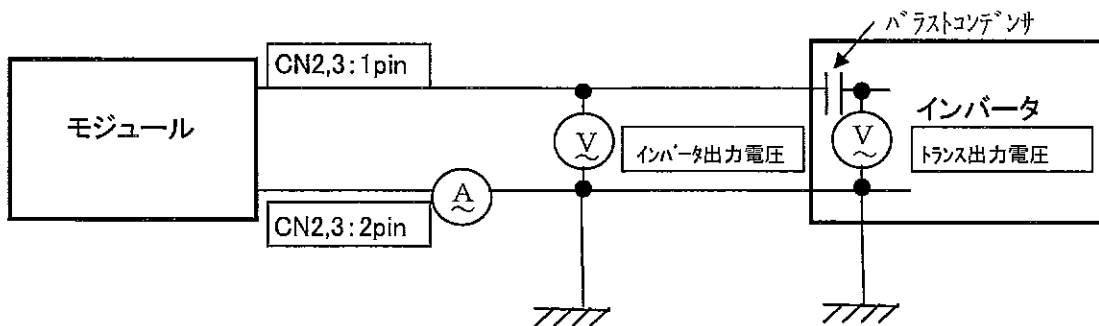 バラストコンデンサ
CN2,3:1pin
モジュール
インバータ
V
インバータ出力電圧
V
トランス出力電圧
A
CN2,3:2pin